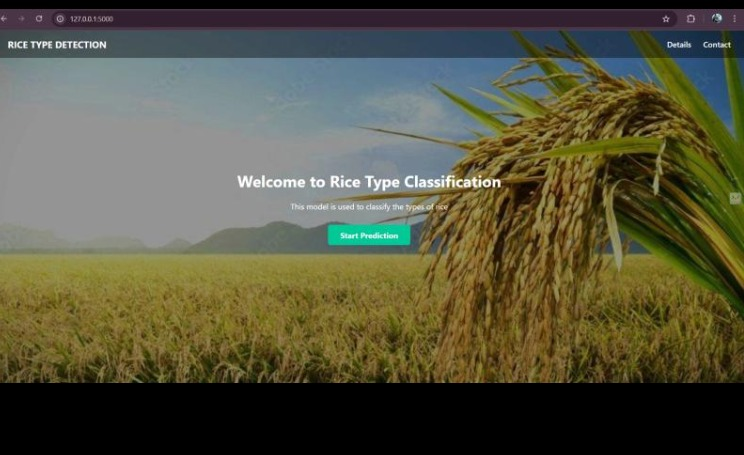 127.0.0.1:5000
RICE TYPE DETECTION
Details
Contact
Welcome to Rice Type Classification
This model is used to classify the types of rice
Start Prediction